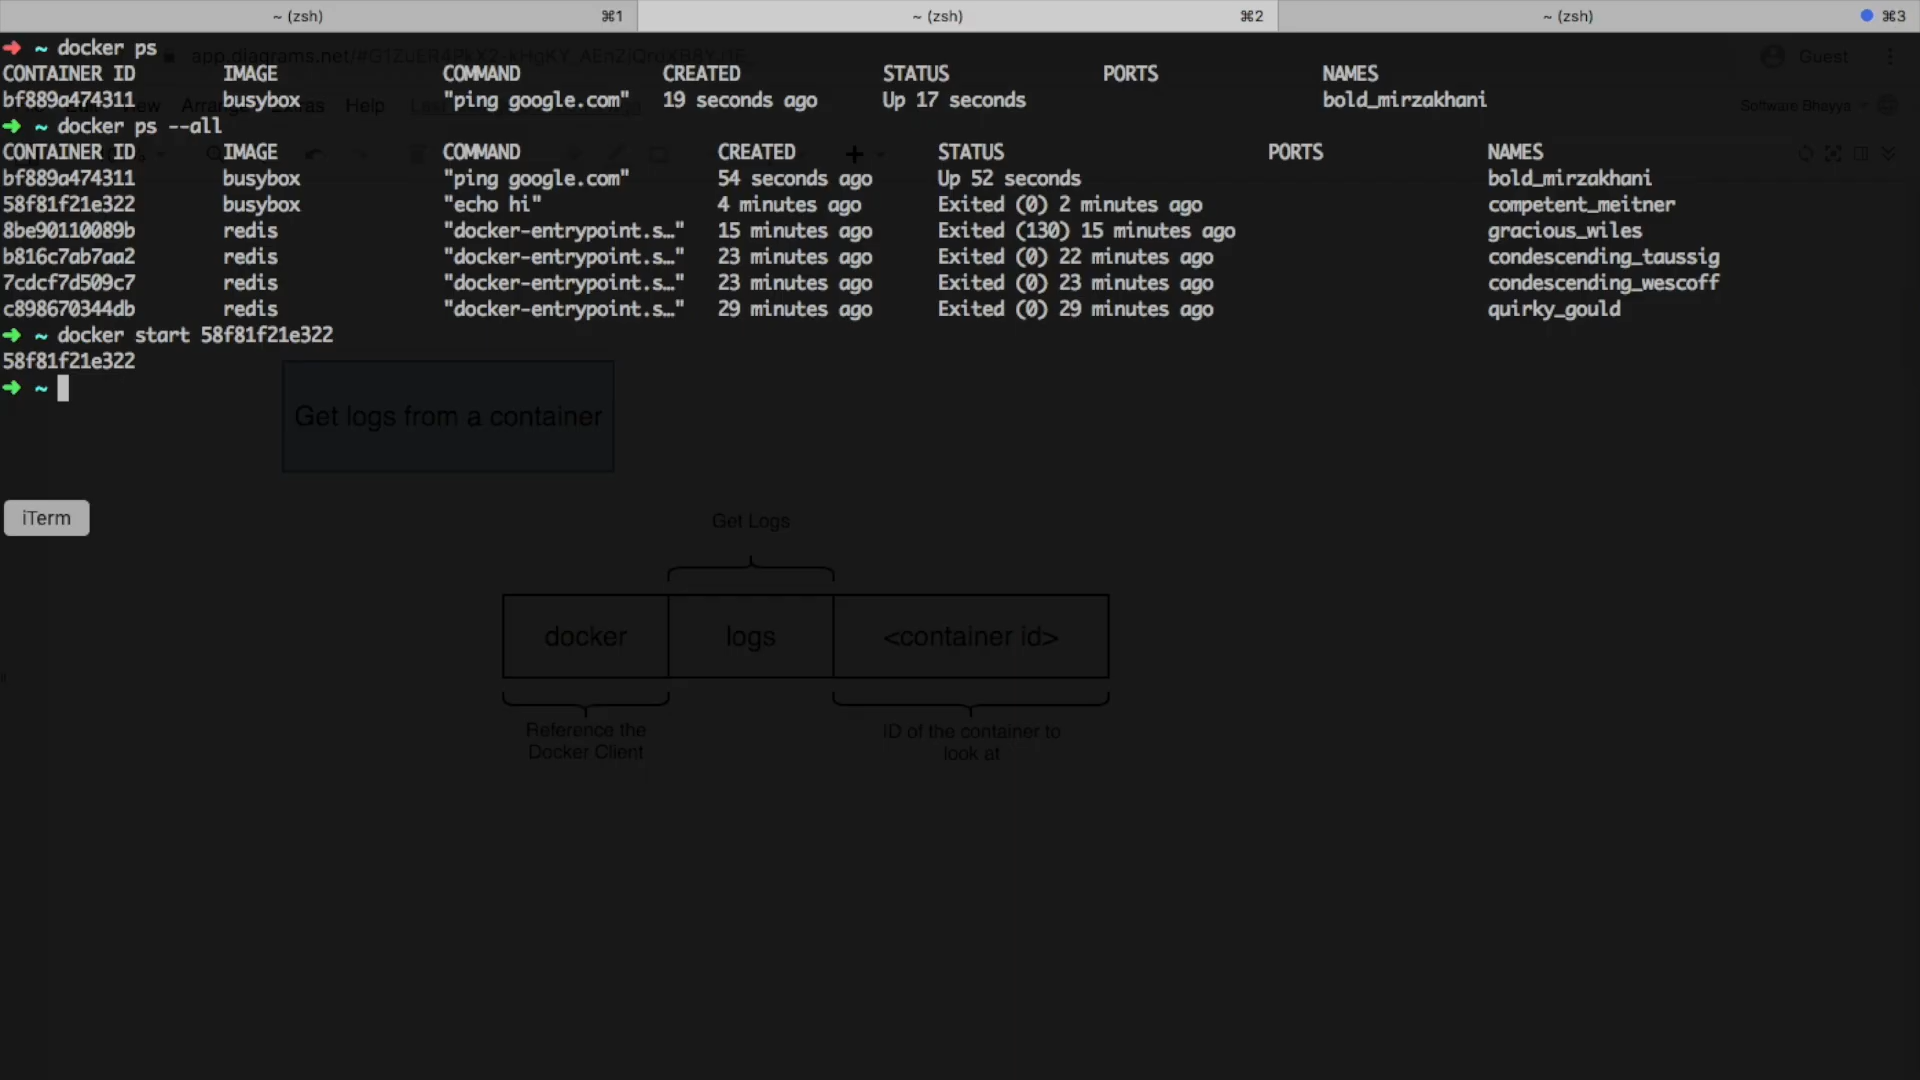 ~ (zsh) ⌘1 ~ (zsh) ⌘2 ~ (zsh) ⌘3
➜ ~ docker ps
Guest
CONTAINER ID IMAGE COMMAND CREATED STATUS PORTS NAMES
bf889a474311 busybox "ping google.com" 19 seconds ago Up 17 seconds bold_mirzakhani
Help
Software Bhayya
➜ ~ docker ps --all
CONTAINER ID IMAGE COMMAND CREATED STATUS PORTS NAMES
bf889a474311 busybox "ping google.com" 54 seconds ago Up 52 seconds bold_mirzakhani
58f81f21e322 busybox "echo hi" 4 minutes ago Exited (0) 2 minutes ago competent_meitner
8be90110089b redis "docker-entrypoint.s…" 15 minutes ago Exited (130) 15 minutes ago gracious_wiles
b816c7ab7aa2 redis "docker-entrypoint.s…" 23 minutes ago Exited (0) 22 minutes ago condescending_taussig
7cdcf7d509c7 redis "docker-entrypoint.s…" 23 minutes ago Exited (0) 23 minutes ago condescending_wescoff
c898670344db redis "docker-entrypoint.s…" 29 minutes ago Exited (0) 29 minutes ago quirky_gould
➜ ~ docker start 58f81f21e322
58f81f21e322
➜ ~
Get logs from a container
iTerm
Get Logs
docker logs <container id>
Reference the
Docker Client
ID of the container to
look at